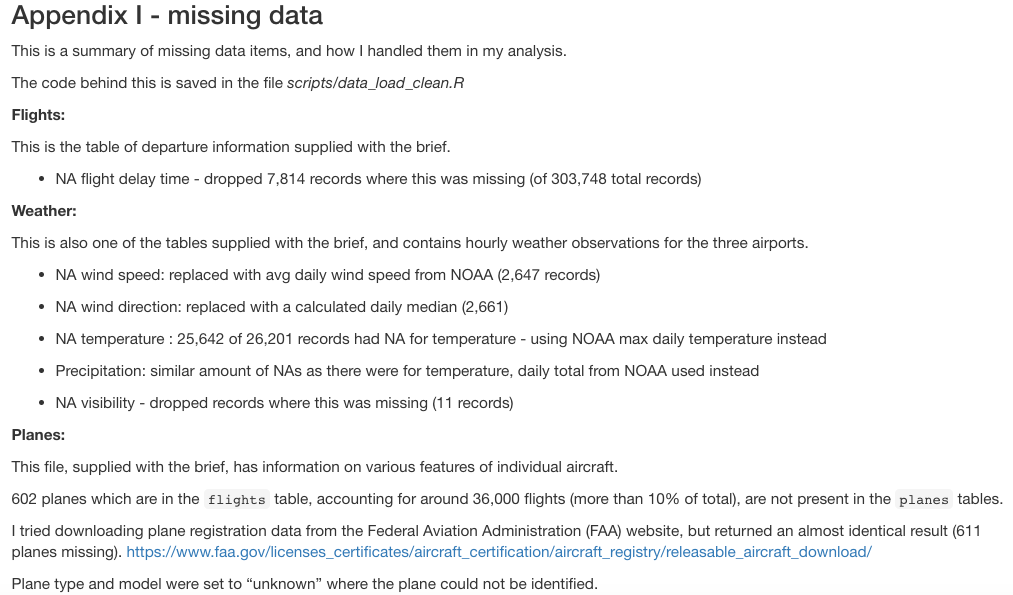 Appendix I - missing data
This is a summary of missing data items, and how I handled them in my analysis.
The code behind this is saved in the file scripts/data_load_clean.R
Flights:
This is the table of departure information supplied with the brief.
• NA flight delay time - dropped 7,814 records where this was missing (of 303,748 total records)
Weather:
This is also one of the tables supplied with the brief, and contains hourly weather observations for the three airports.
• NA wind speed: replaced with avg daily wind speed from NOAA (2,647 records)
• NA wind direction: replaced with a calculated daily median (2,661)
• NA temperature : 25,642 of 26,201 records had NA for temperature - using NOAA max daily temperature instead
• Precipitation: similar amount of NAs as there were for temperature, daily total from NOAA used instead
• NA visibility - dropped records where this was missing (11 records)
Planes:
This file, supplied with the brief, has information on various features of individual aircraft.
602 planes which are in the flights table, accounting for around 36,000 flights (more than 10% of total), are not present in the planes tables.
I tried downloading plane registration data from the Federal Aviation Administration (FAA) website, but returned an almost identical result (611
planes missing). https://www.faa.gov/licenses_certificates/aircraft_certification/aircraft_registry/releasable_aircraft_download/
Plane type and model were set to “unknown” where the plane could not be identified.